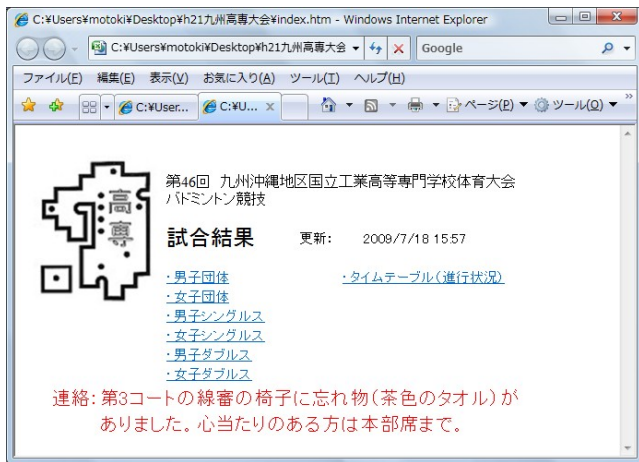 C:¥Users¥motoki¥Desktop¥h21九州高専大会¥index.htm - Windows Internet Explorer
C:¥Users¥motoki¥Desktop¥h21九州高専大会
Google
ファイル(F) 編集(E) 表示(V) お気に入り(A) ツール(T) ヘルプ(H)
C:¥User... C:¥U... ページ(P) ツール(O) »
高専
第46回 九州沖縄地区国立工業高等専門学校体育大会
バドミントン競技
試合結果 更新: 2009/7/18 15:57
・男子団体 ・タイムテーブル(進行状況)
・女子団体
・男子シングルス
・女子シングルス
・男子ダブルス
・女子ダブルス
連絡: 第3コートの線審の椅子に忘れ物(茶色のタオル)が
ありました。心当たりのある方は本部席まで。